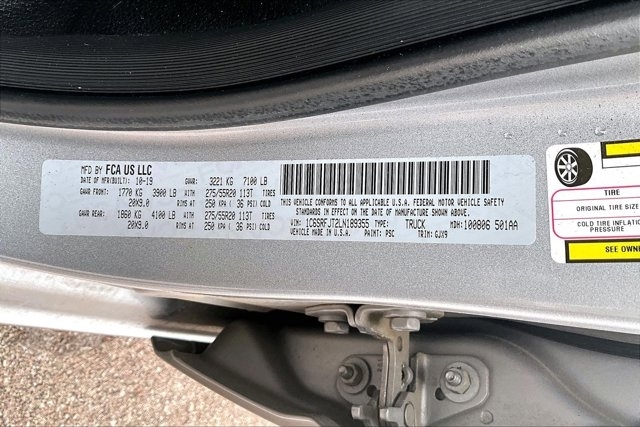 MFD BY FCA US LLC
DATE OF MFR(BUILT): 10-19 GVWR: 3221 KG 7100 LB
GAWR FRONT: 1770 KG 3900 LB WITH 275/55R20 113T TIRES
20X9.0 RIMS AT 250 KPA ( 36 PSI) COLD
GAWR REAR: 1860 KG 4100 LB WITH 275/55R20 113T TIRES
20X9.0 RIMS AT 250 KPA ( 36 PSI) COLD
THIS VEHICLE CONFORMS TO ALL APPLICABLE U.S.A. FEDERAL MOTOR VEHICLE SAFETY
STANDARDS IN EFFECT ON THE DATE OF MANUFACTURE SHOWN ABOVE.
VIN: 1C6SRFJT2LN189355 TYPE: TRUCK MDH: 100806 501AA
VEHICLE MADE IN U.S.A. PAINT: PSC TRIM: GJX9
TIRE
ORIGINAL TIRE SIZE
COLD TIRE INFLATION
PRESSURE
SEE OWNE